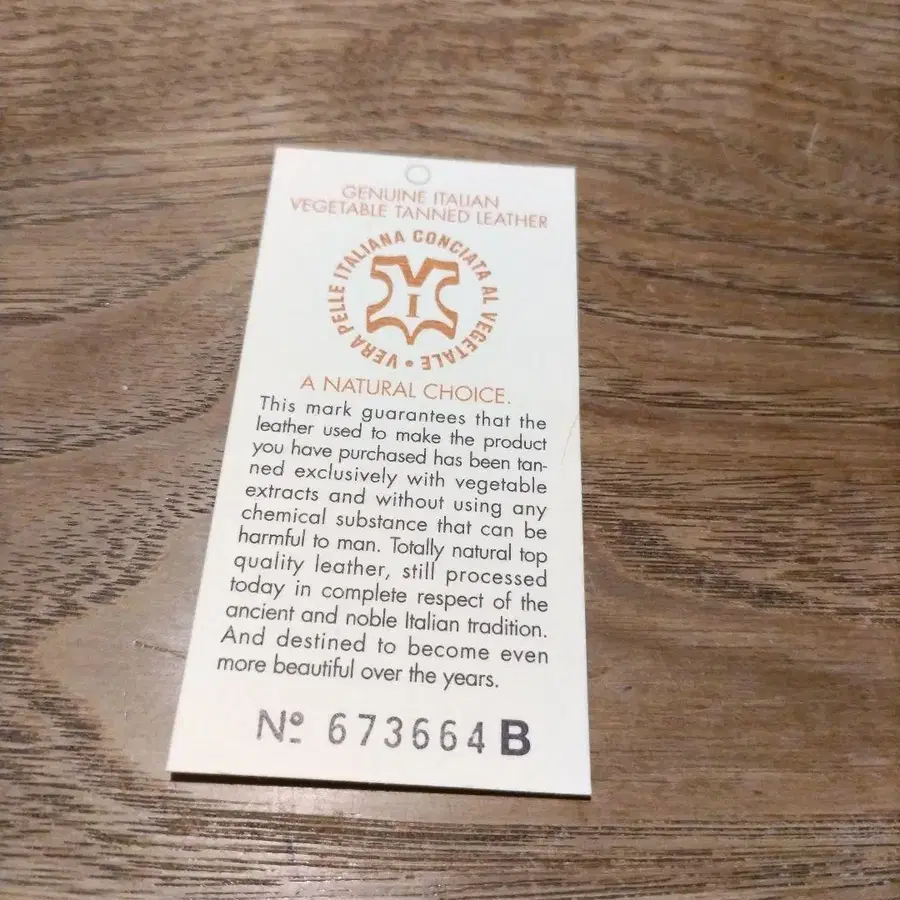 GENUINE ITALIAN
VEGETABLE TANNED LEATHER
VERA PELLE ITALIANA CONCIATA AL VEGETALE •
I
A NATURAL CHOICE.
This mark guarantees that the
leather used to make the product
you have purchased has been tan-
ned exclusively with vegetable
extracts and without using any
chemical substance that can be
harmful to man. Totally natural top
quality leather, still processed
today in complete respect of the
ancient and noble Italian tradition.
And destined to become even
more beautiful over the years.
Nº 673664 B